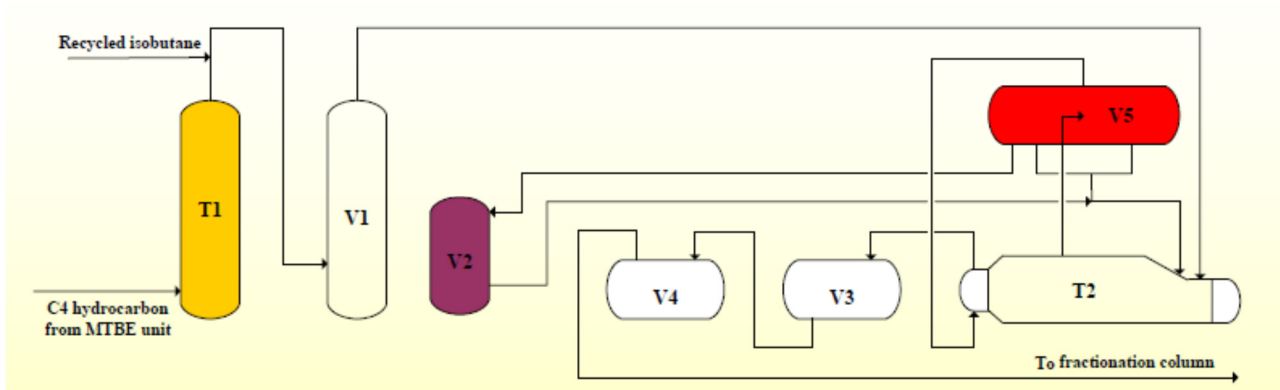 Recycled isobutane
T1
C4 hydrocarbon
from MTBE unit
V1
V2
V4
V3
V5
T2
To fractionation column